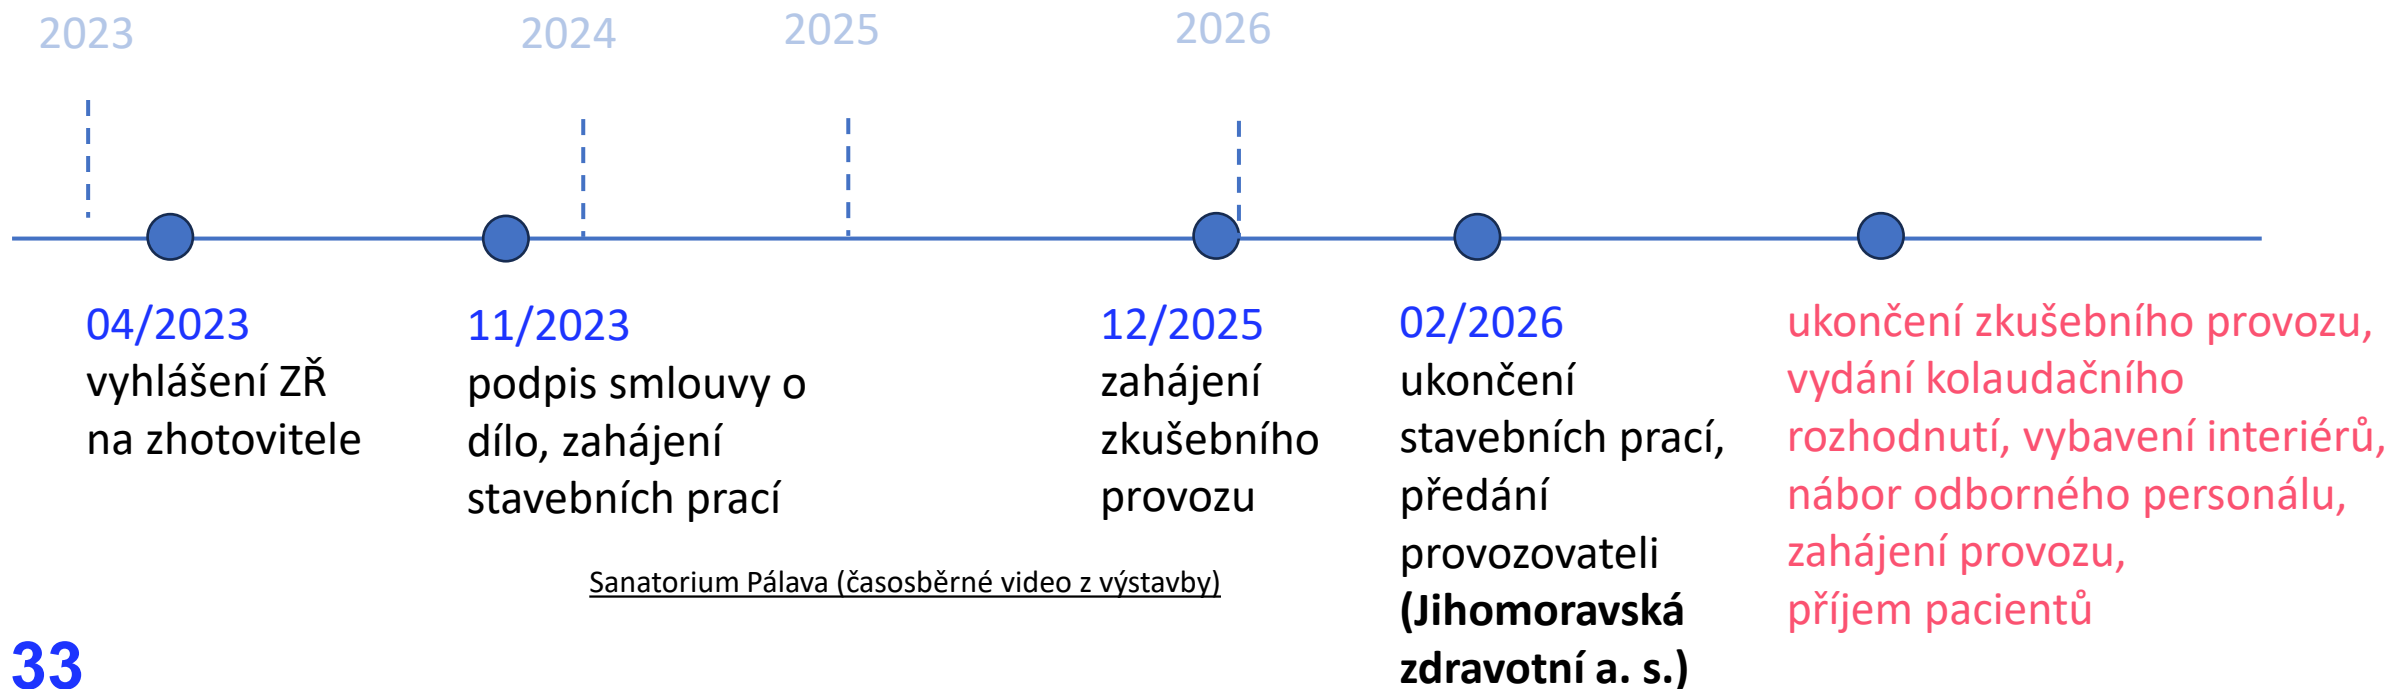 2023
2024
2025
2026
04/2023
vyhlášení ZŘ
na zhotovitele
11/2023
podpis smlouvy o
dílo, zahájení
stavebních prací
12/2025
zahájení
zkušebního
provozu
02/2026
ukončení
stavebních prací,
předání
provozovateli
(Jihomoravská
zdravotní a. s.)
ukončení zkušebního provozu,
vydání kolaudačního
rozhodnutí, vybavení interiérů,
nábor odborného personálu,
zahájení provozu,
příjem pacientů
Sanatorium Pálava (časosběrné video z výstavby)
33